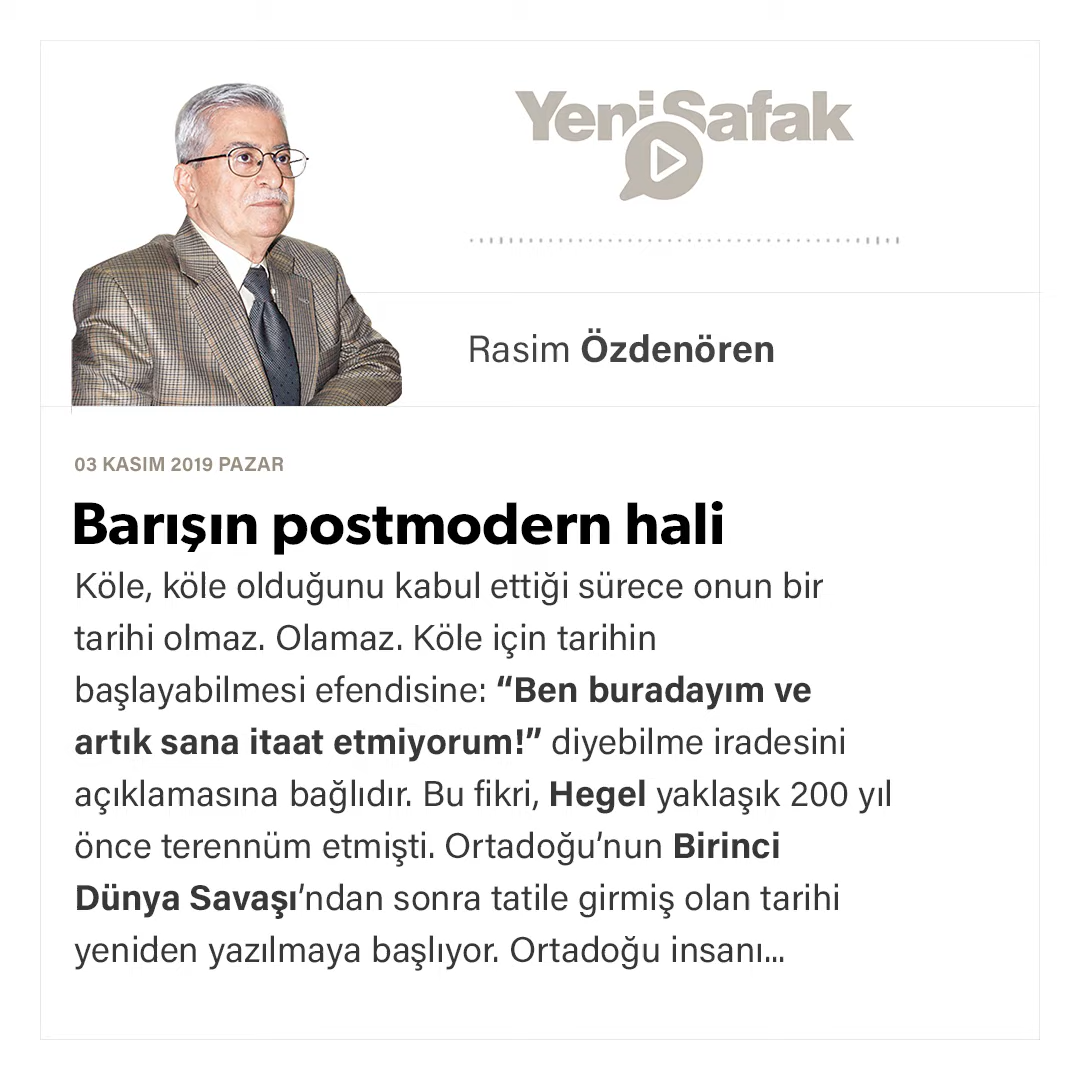 YeniŞafak
Rasim Özdenören
03 KASIM 2019 PAZAR
Barışın postmodern hali
Köle, köle olduğunu kabul ettiği sürece onun bir
tarihi olmaz. Olamaz. Köle için tarihin
başlayabilmesi efendisine: “Ben buradayım ve
artık sana itaat etmiyorum!” diyebilme iradesini
açıklamasına bağlıdır. Bu fikri, Hegel yaklaşık 200 yıl
önce terennüm etmişti. Ortadoğu’nun Birinci
Dünya Savaşı’ndan sonra tatile girmiş olan tarihi
yeniden yazılmaya başlıyor. Ortadoğu insanı...